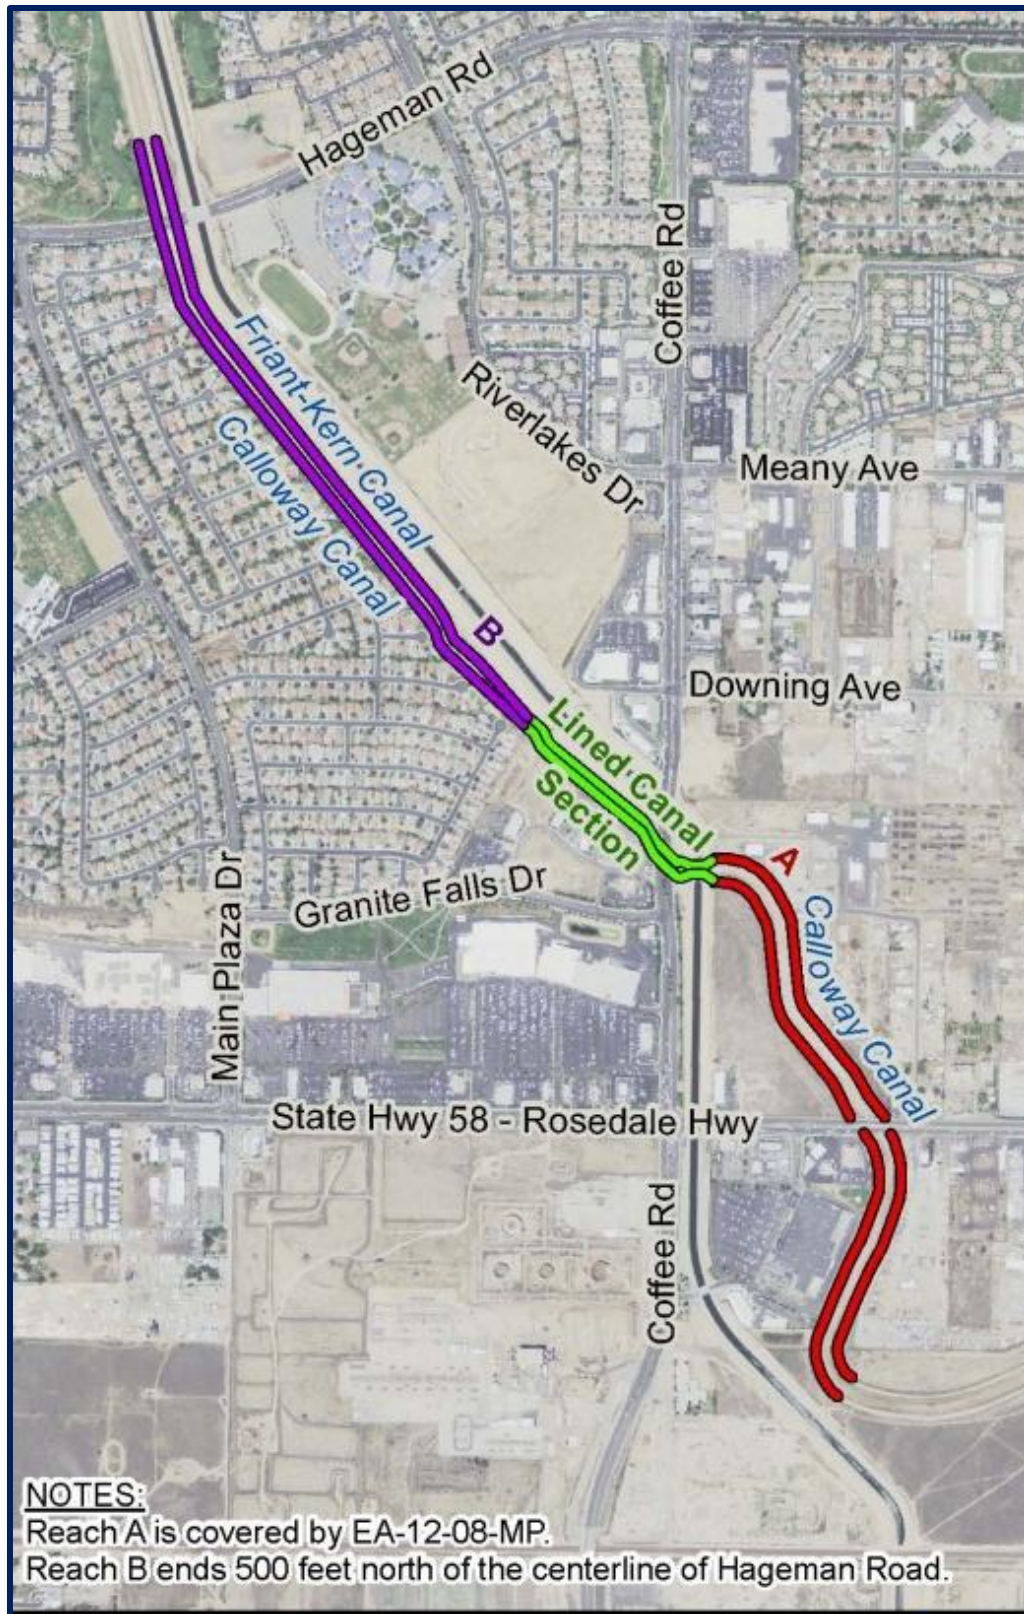 Hageman Rd
Coffee Rd
Friant-Kern Canal
Calloway Canal
Riverlakes Dr
Meany Ave
B
Downing Ave
Lined Canal
Section
A
Granite Falls Dr
Main Plaza Dr
Calloway Canal
State Hwy 58 - Rosedale Hwy
Coffee Rd
NOTES:
Reach A is covered by EA-12-08-MP.
Reach B ends 500 feet north of the centerline of Hageman Road.